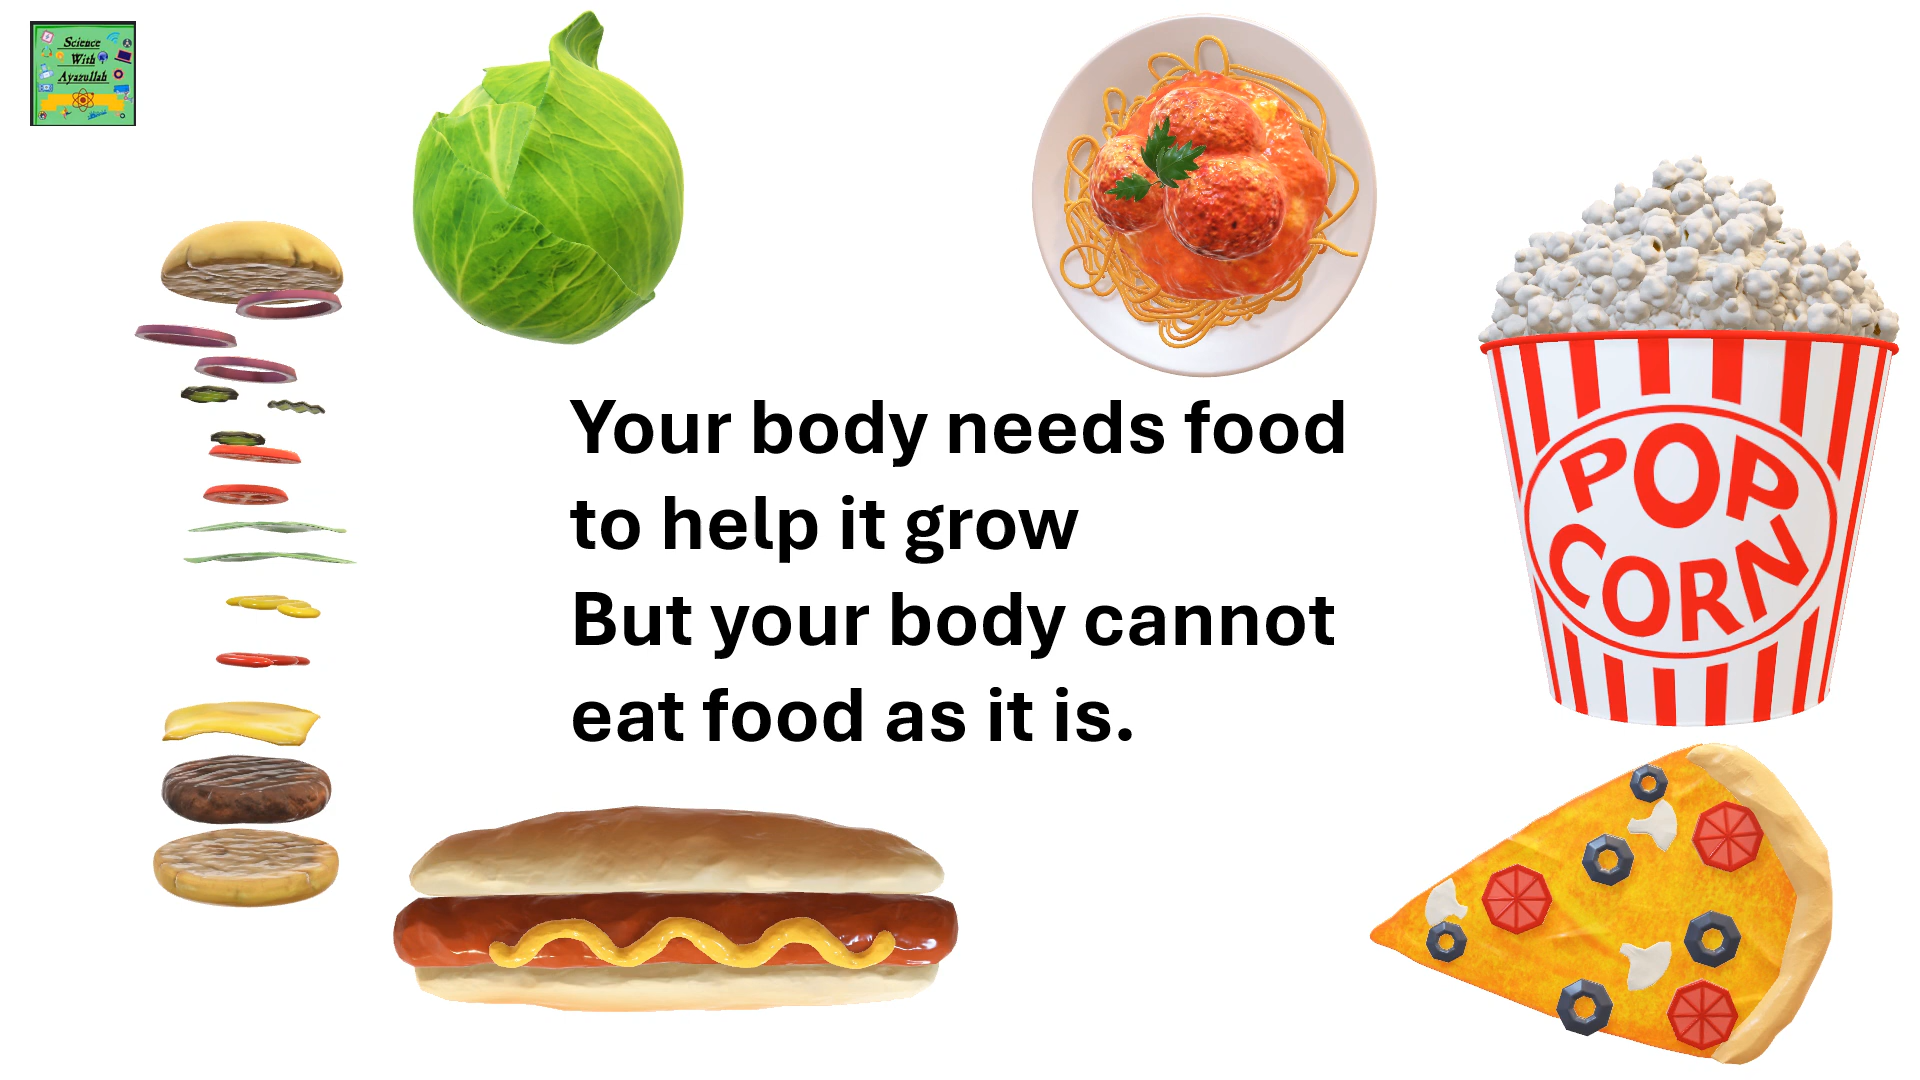 Science
With
Ayazullah
Your body needs food
to help it grow
But your body cannot
eat food as it is.
POP
CORN